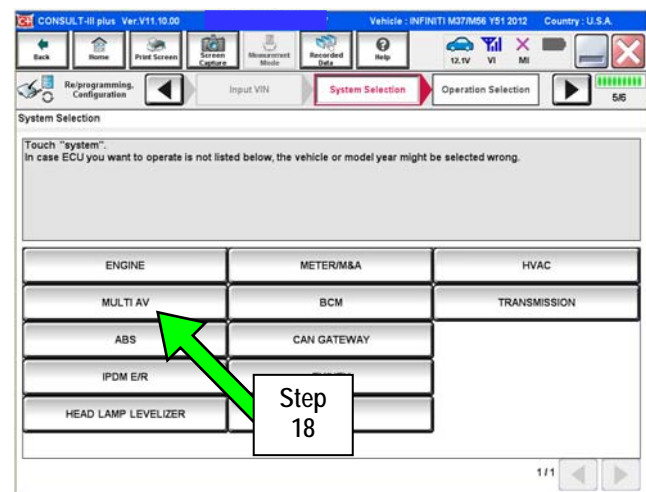 CONSULT-III plus Ver.V11.10.00 Vehicle : INFINITI M37/M56 Y51 2012 Country : U.S.A.
Back Home Print Screen Screen Capture Measurement Mode Recorded Data Help 12.1V VI MI
Re/programming, Configuration Input VIN System Selection Operation Selection 5/6
System Selection
Touch "system".
In case ECU you want to operate is not listed below, the vehicle or model year might be selected wrong.
ENGINE METER/M&A HVAC
MULTI AV BCM TRANSMISSION
ABS CAN GATEWAY
IPDM E/R
HEAD LAMP LEVELIZER
Step
18
1/1